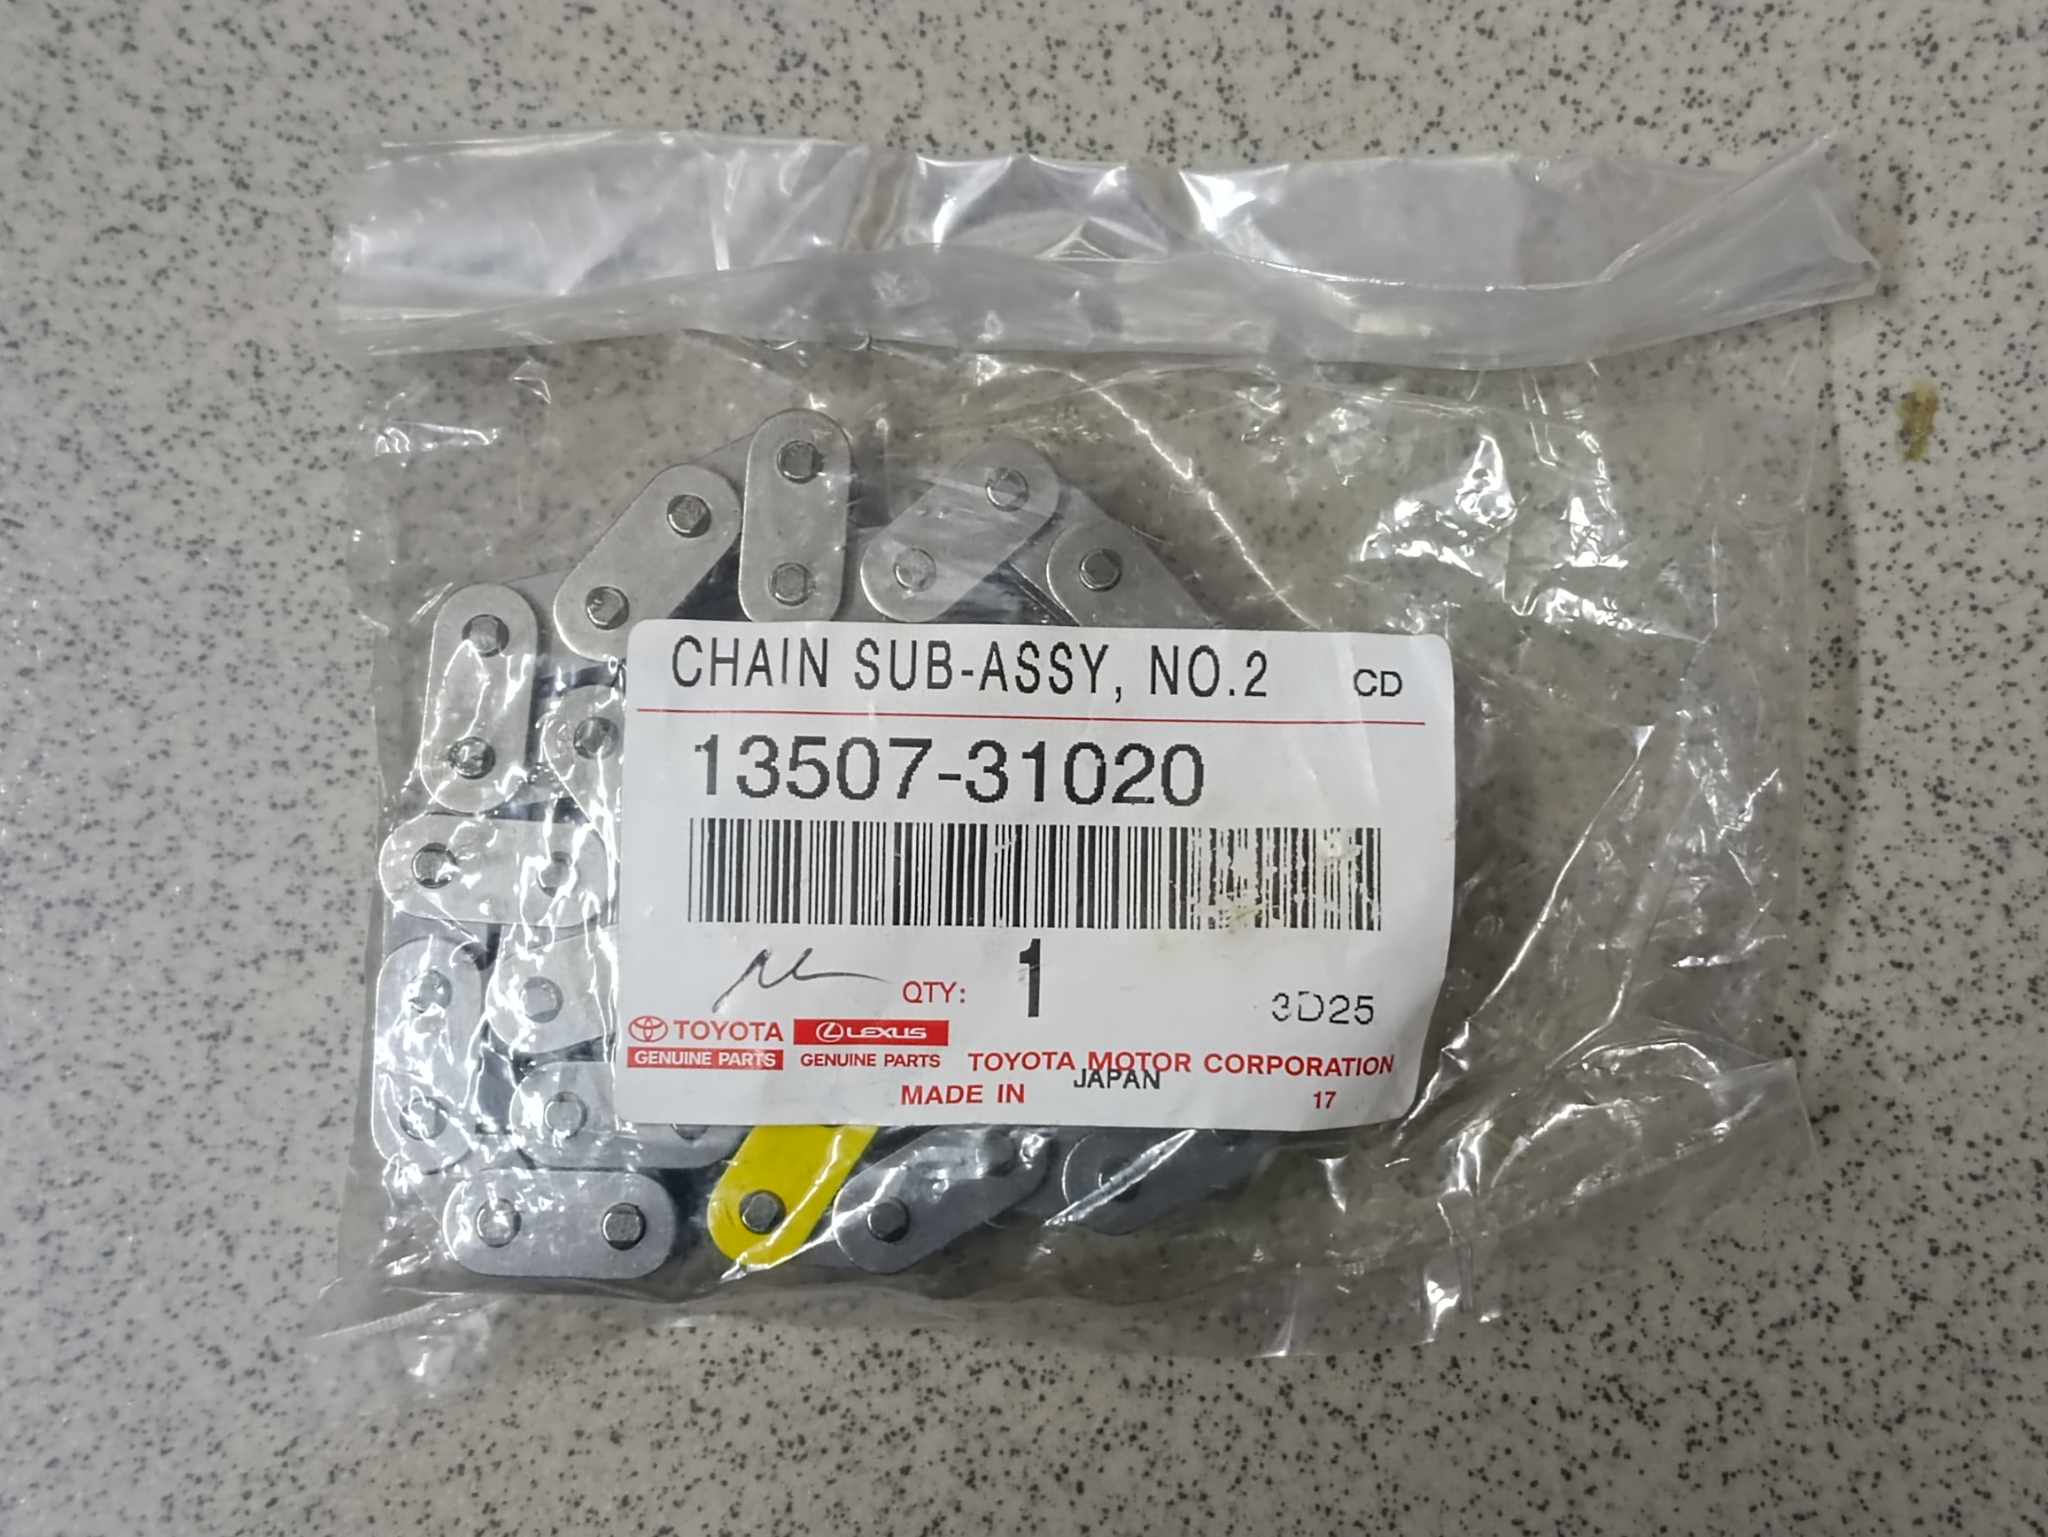 CHAIN SUB-ASSY, NO.2 CD
13507-31020
QTY: 1
3D25
TOYOTA LEXUS
GENUINE PARTS GENUINE PARTS TOYOTA MOTOR CORPORATION
MADE IN JAPAN 17